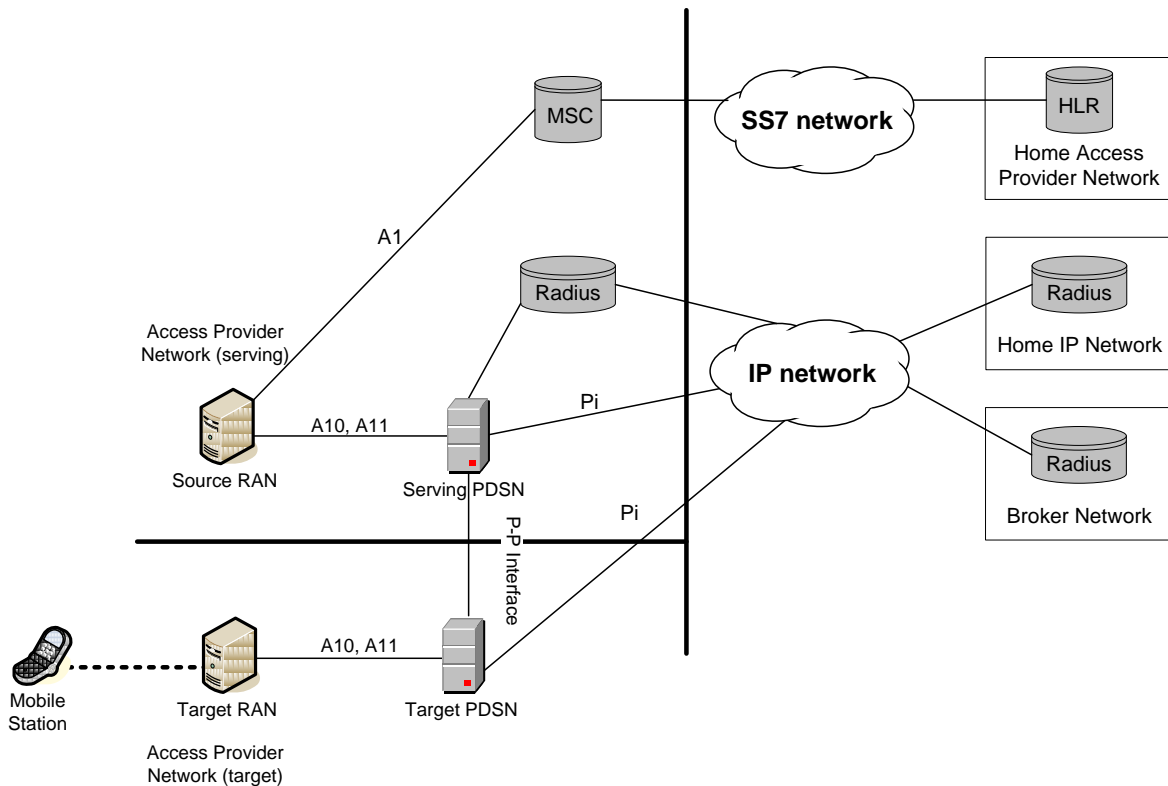 MSC
SS7 network
HLR
Home Access
Provider Network
A1
Radius
Radius
Home IP Network
Access Provider
Network (serving)
IP network
Pi
A10, A11
Source RAN
Serving PDSN
Radius
Broker Network
Pi
P-P Interface
A10, A11
Mobile
Station
Target RAN
Target PDSN
Access Provider
Network (target)